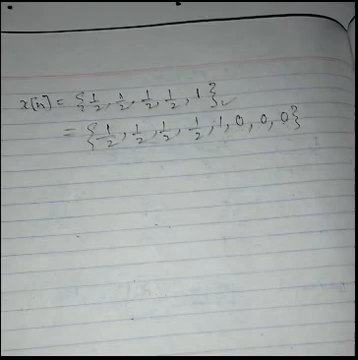 x[n] = {1/2, 1/2, 1/2, 1/2, 1}
= {1/2, 1/2, 1/2, 1/2, 1, 0, 0, 0}